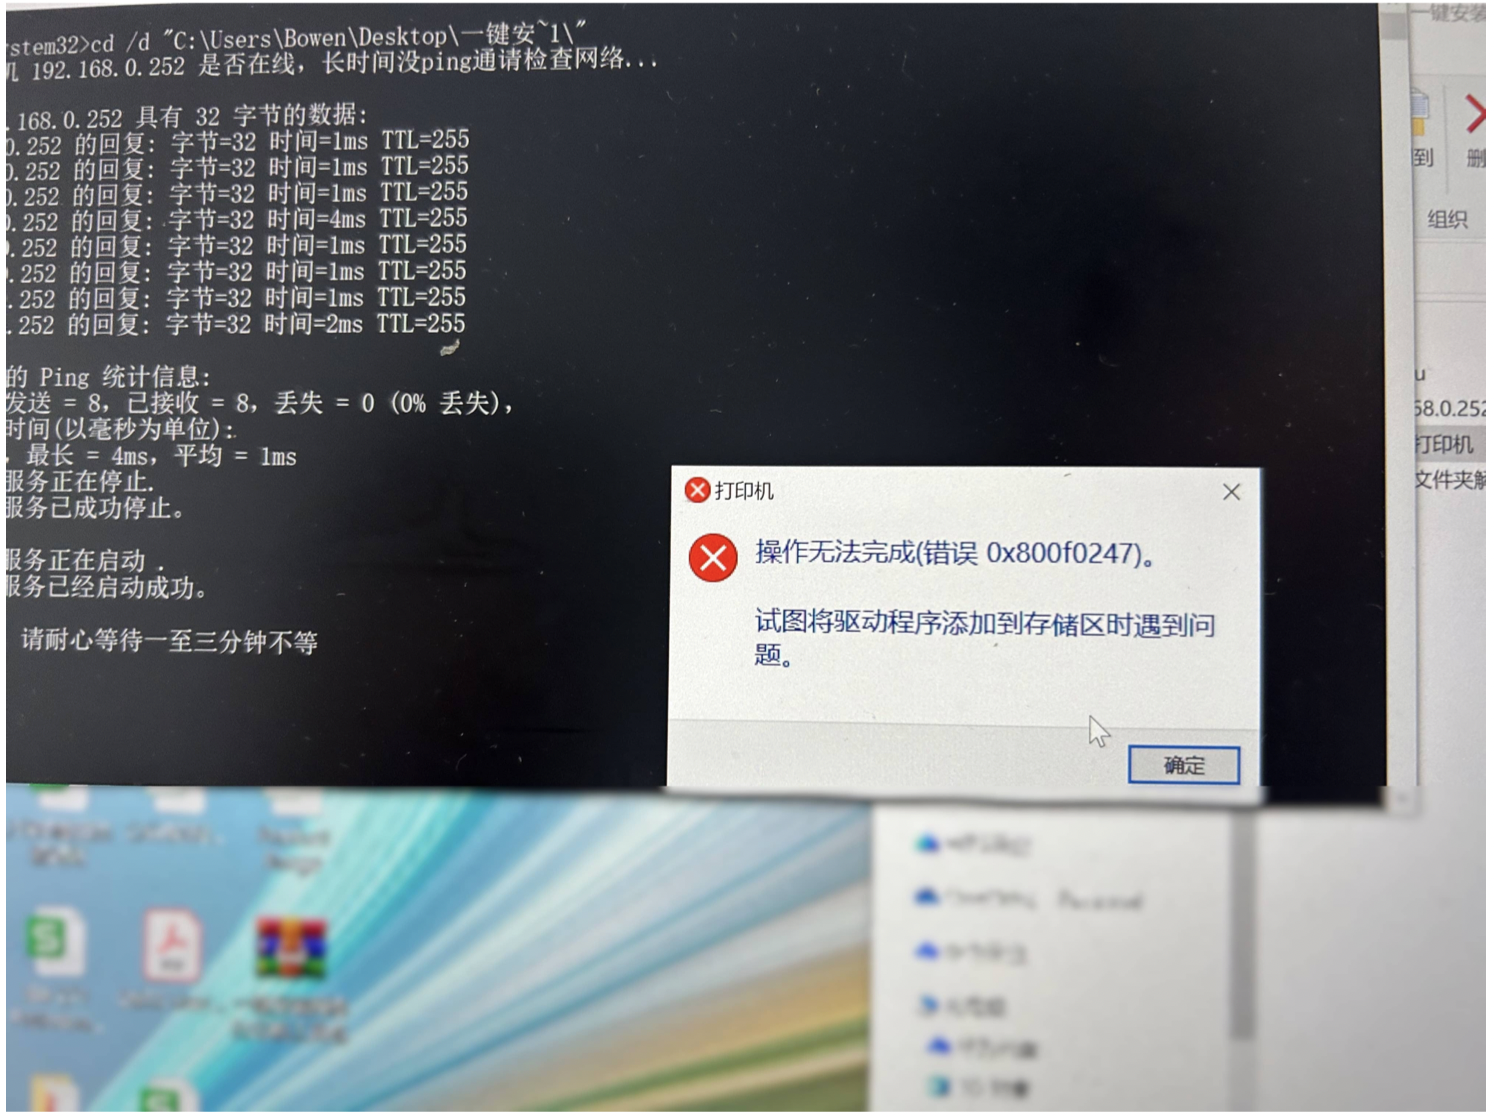 stem32>cd /d "C:\Users\Bowen\Desktop\一键安~1\"
机 192.168.0.252 是否在线，长时间没ping通请检查网络...
.168.0.252 具有 32 字节的数据:
0.252 的回复: 字节=32 时间=1ms TTL=255
0.252 的回复: 字节=32 时间=1ms TTL=255
0.252 的回复: 字节=32 时间=1ms TTL=255
0.252 的回复: 字节=32 时间=4ms TTL=255
.252 的回复: 字节=32 时间=1ms TTL=255
.252 的回复: 字节=32 时间=1ms TTL=255
.252 的回复: 字节=32 时间=1ms TTL=255
.252 的回复: 字节=32 时间=2ms TTL=255
的 Ping 统计信息:
发送 = 8，已接收 = 8，丢失 = 0 (0% 丢失)，
时间(以毫秒为单位):
，最长 = 4ms，平均 = 1ms
服务正在停止.
服务已成功停止。
服务正在启动 .
服务已经启动成功。
请耐心等待一至三分钟不等
打印机
操作无法完成(错误 0x800f0247)。
试图将驱动程序添加到存储区时遇到问
题。
确定
一键安装
到
删
组织
u
58.0.252
打印机
文件夹解